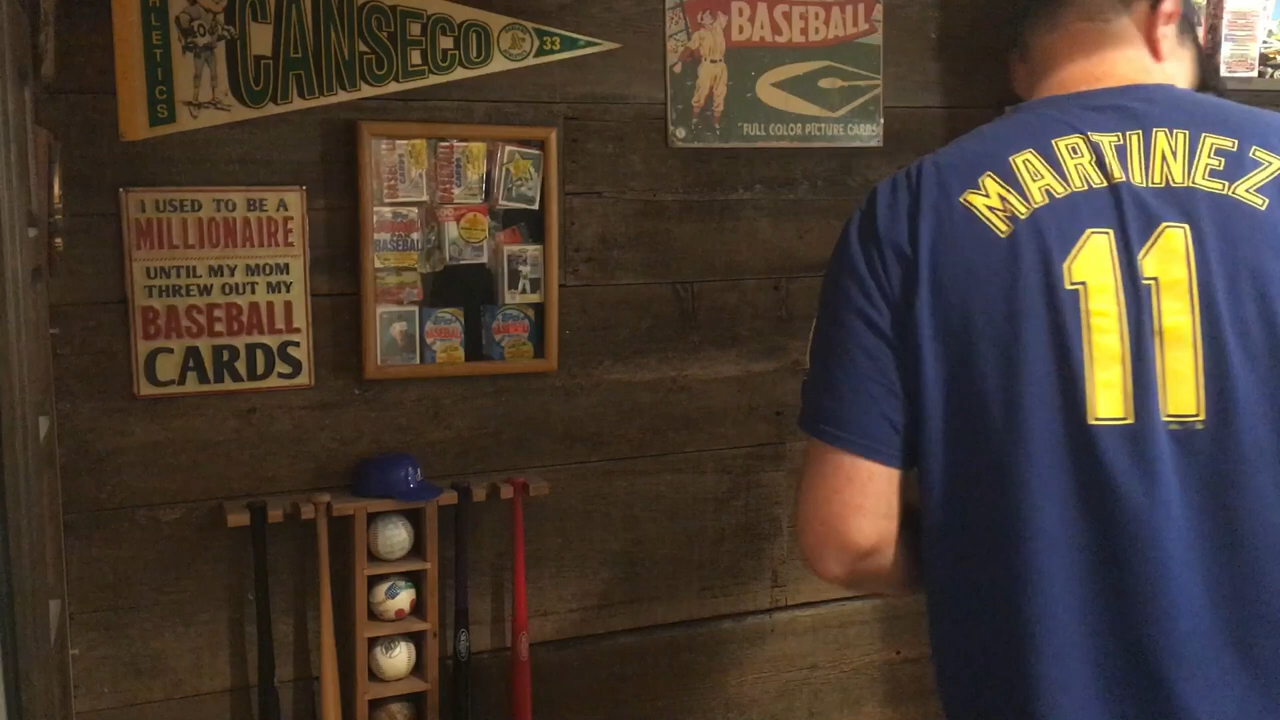 ATHLETICS
CANSECO
33
BASEBALL
"FULL COLOR PICTURE CARDS
I USED TO BE A
MILLIONAIRE
UNTIL MY MOM
THREW OUT MY
BASEBALL
CARDS
BASEBALL
MARTINEZ
11